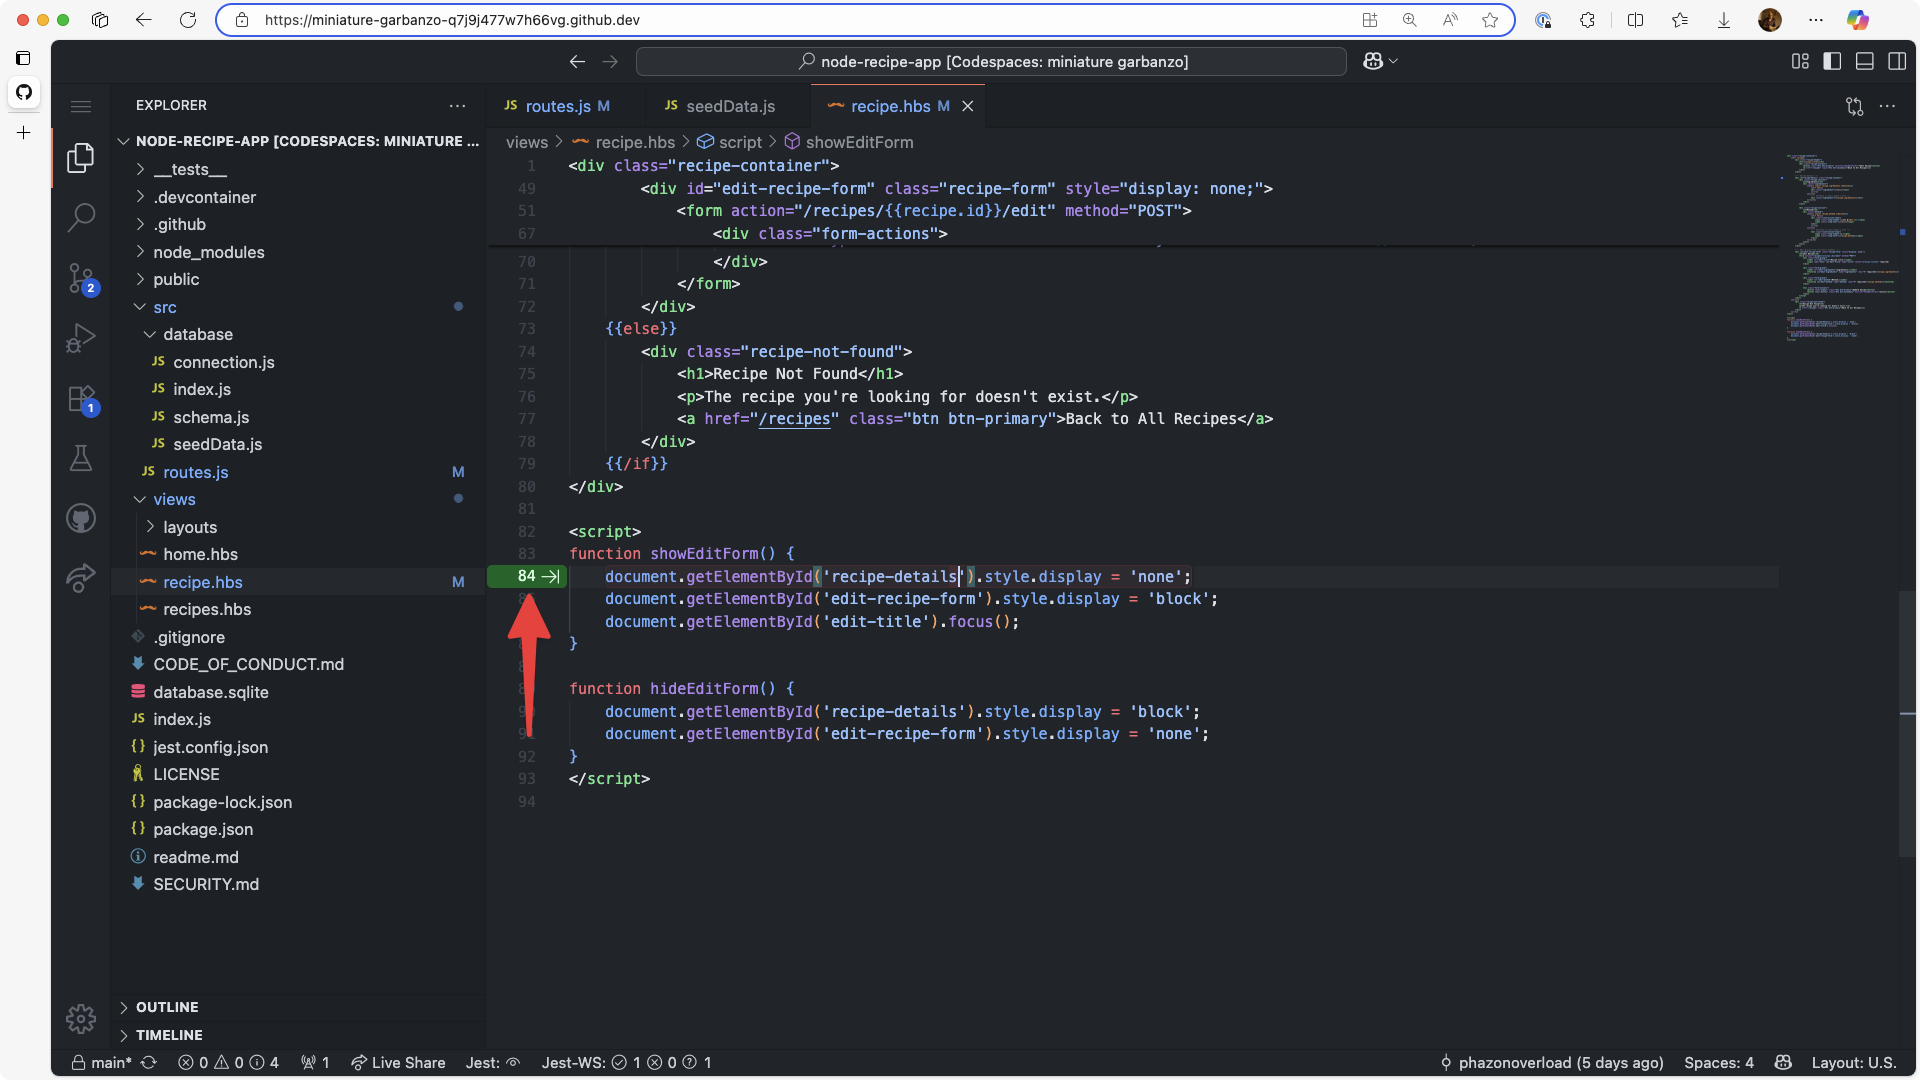 https://miniature-garbanzo-q7j9j477w7h66vg.github.dev
node-recipe-app [Codespaces: miniature garbanzo]
EXPLORER
NODE-RECIPE-APP [CODESPACES: MINIATURE ...
__tests__
.devcontainer
.github
node_modules
public
src
database
JS connection.js
JS index.js
JS schema.js
JS seedData.js
JS routes.js M
views
layouts
home.hbs
recipe.hbs M
recipes.hbs
.gitignore
CODE_OF_CONDUCT.md
database.sqlite
JS index.js
{} jest.config.json
LICENSE
{} package-lock.json
{} package.json
readme.md
SECURITY.md
OUTLINE
TIMELINE
2
1
JS routes.js M
JS seedData.js
recipe.hbs M
views > recipe.hbs > script > showEditForm
1 <div class="recipe-container">
49 <div id="edit-recipe-form" class="recipe-form" style="display: none;">
51 <form action="/recipes/{{recipe.id}}/edit" method="POST">
67 <div class="form-actions">
70 </div>
71 </form>
72 </div>
73 {{else}}
74 <div class="recipe-not-found">
75 <h1>Recipe Not Found</h1>
76 <p>The recipe you're looking for doesn't exist.</p>
77 <a href="/recipes" class="btn btn-primary">Back to All Recipes</a>
78 </div>
79 {{/if}}
80 </div>
81
82 <script>
83 function showEditForm() {
84 document.getElementById('recipe-details').style.display = 'none';
document.getElementById('edit-recipe-form').style.display = 'block';
document.getElementById('edit-title').focus();
}
function hideEditForm() {
document.getElementById('recipe-details').style.display = 'block';
document.getElementById('edit-recipe-form').style.display = 'none';
92 }
93 </script>
94
main* 0 0 4 1 Live Share Jest: Jest-WS: 1 0 1
phazonoverload (5 days ago) Spaces: 4 Layout: U.S.